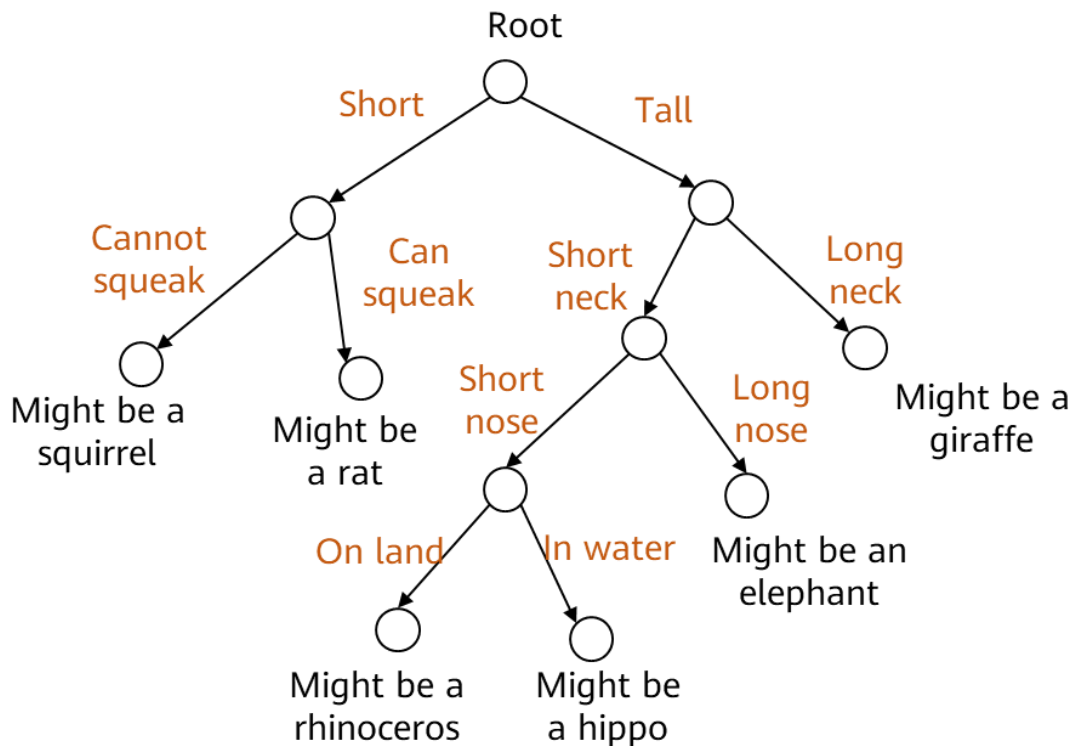 Root
Short
Tall
Cannot
squeak
Can
squeak
Short
neck
Long
neck
Might be a
squirrel
Might be
a rat
Short
nose
Long
nose
Might be a
giraffe
On land
In water
Might be an
elephant
Might be a
rhinoceros
Might be
a hippo